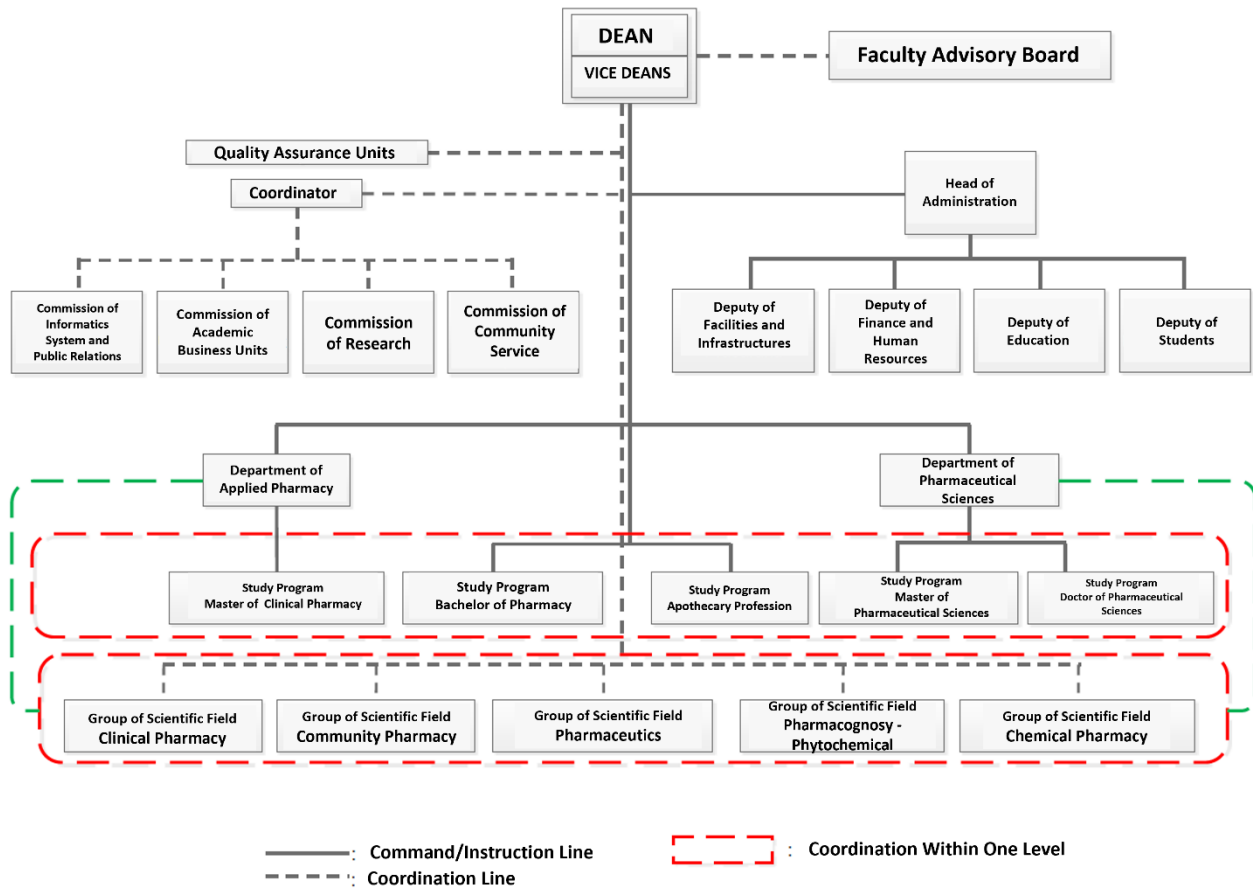 DEAN
VICE DEANS
Faculty Advisory Board
Quality Assurance Units
Coordinator
Head of
Administration
Commission of
Informatics
System and
Public Relations
Commission of
Academic
Business Units
Commission
of Research
Commission of
Community
Service
Deputy of
Facilities and
Infrastructures
Deputy of
Finance and
Human
Resources
Deputy of
Education
Deputy of
Students
Department of
Applied Pharmacy
Department of
Pharmaceutical
Sciences
Study Program
Master of Clinical Pharmacy
Study Program
Bachelor of Pharmacy
Study Program
Apothecary Profession
Study Program
Master of
Pharmaceutical Sciences
Study Program
Doctor of Pharmaceutical
Sciences
Group of Scientific Field
Clinical Pharmacy
Group of Scientific Field
Community Pharmacy
Group of Scientific Field
Pharmaceutics
Group of Scientific Field
Pharmacognosy -
Phytochemical
Group of Scientific Field
Chemical Pharmacy
: Command/Instruction Line
: Coordination Line
: Coordination Within One Level